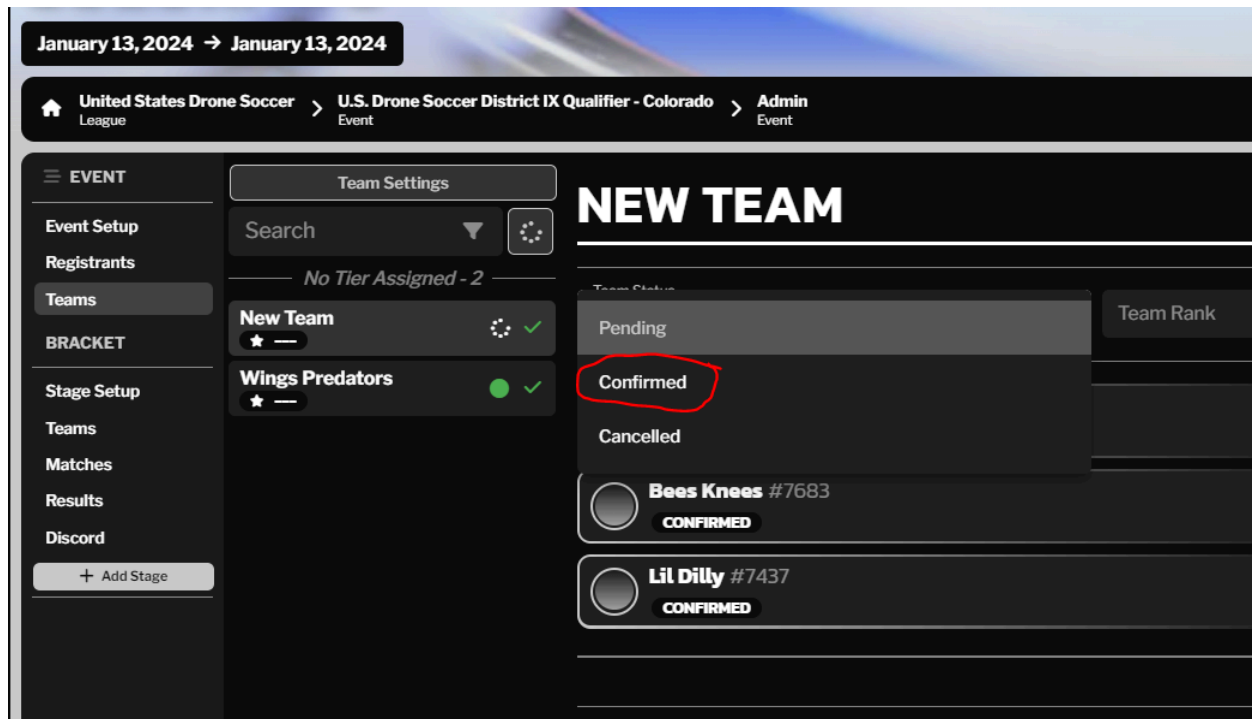 January 13, 2024 → January 13, 2024
United States Drone Soccer
League
U.S. Drone Soccer District IX Qualifier - Colorado
Event
Admin
Event
EVENT
Event Setup
Registrants
Teams
BRACKET
Stage Setup
Teams
Matches
Results
Discord
+ Add Stage
Team Settings
Search
No Tier Assigned - 2
New Team
★ —
Wings Predators
★ —
NEW TEAM
Team Status
Pending
Confirmed
Cancelled
Team Rank
Bees Knees #7683
CONFIRMED
Lil Dilly #7437
CONFIRMED